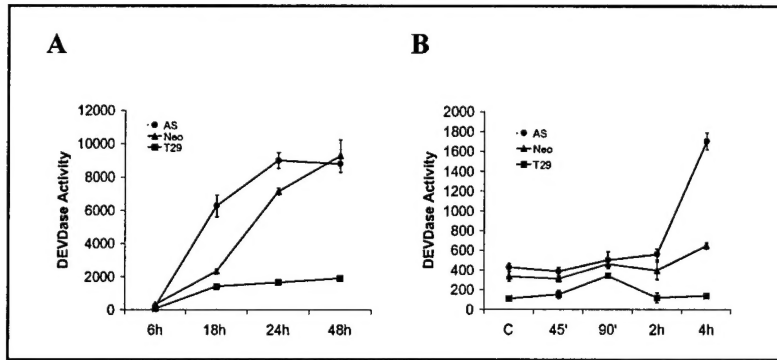 A
B
DEVDase Activity
12000
10000
8000
6000
4000
2000
0
AS
Neo
T29
6h
18h
24h
48h
DEVDase Activity
2000
1800
1600
1400
1200
1000
800
600
400
200
0
AS
Neo
T29
C
45'
90'
2h
4h